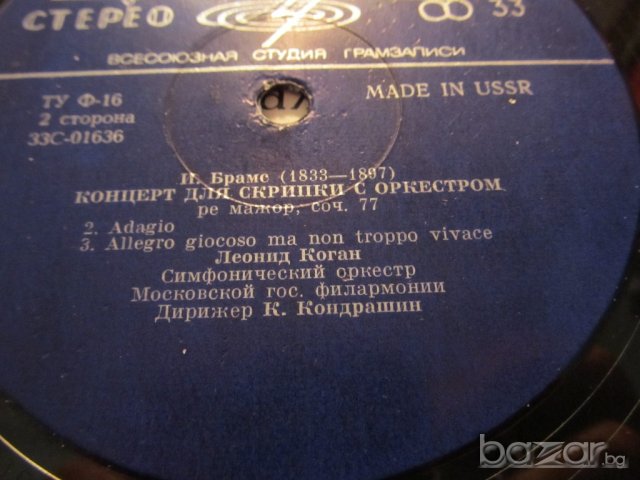 СТЕРЕО 33
ВСЕСОЮЗНАЯ СТУДИЯ ГРАМЗАПИСИ
ТУ Ф-16
2 сторона
33С-01636
MADE IN USSR
И. Брамс (1833—1897)
КОНЦЕРТ ДЛЯ СКРИПКИ С ОРКЕСТРОМ
ре мажор, соч. 77
2. Adagio
3. Allegro giocoso ma non troppo vivace
Леонид Коган
Симфонический оркестр
Московской гос. филармонии
Дирижер К. Кондрашин
bazar.bg